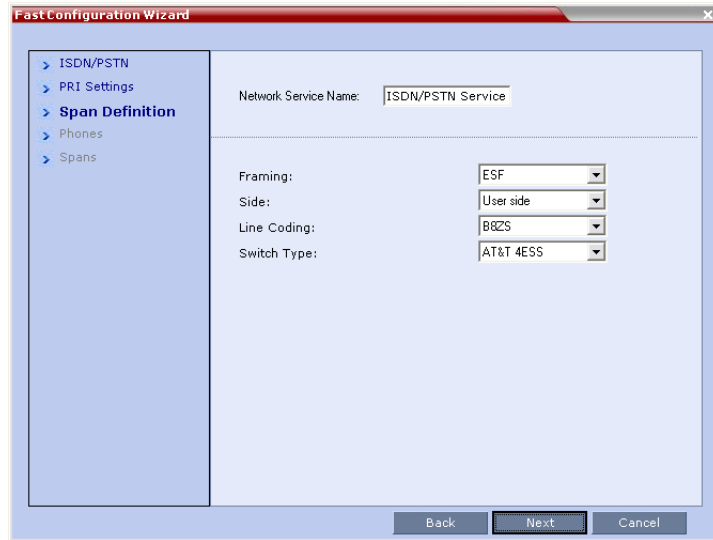 Fast Configuration Wizard
ISDN/PSTN
PRI Settings
Span Definition
Phones
Spans
Network Service Name: ISDN/PSTN Service
Framing: ESF
Side: User side
Line Coding: B8ZS
Switch Type: AT&T 4ESS
Back Next Cancel